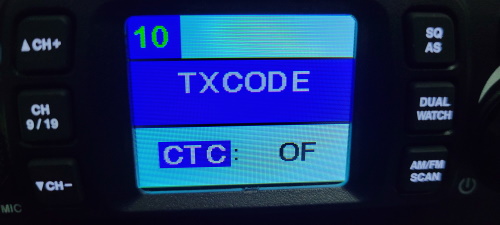 ▲CH+
CH
9/19
▼CH–
MIC
10
TXCODE
CTC: OF
SQ
AS
DUAL
WATCH
AM/FM
SCAN